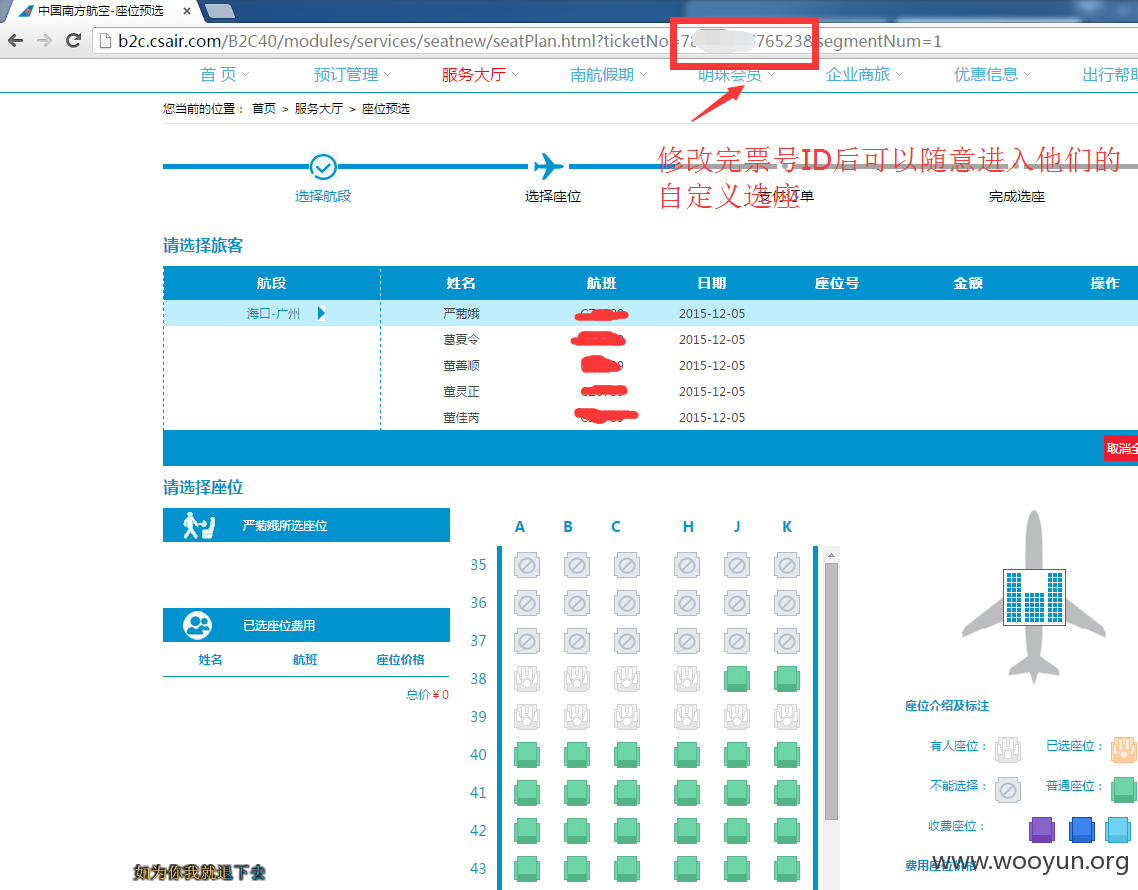 中国南方航空-座位预选
b2c.csair.com/B2C40/modules/services/seatnew/seatPlan.html?ticketNo=78 765238 segmentNum=1
首 页 预订管理 服务大厅 南航假期 明珠会员 企业商旅 优惠信息 出行帮助
您当前的位置： 首页 > 服务大厅 > 座位预选
修改完票号ID后可以随意进入他们的
自定义选座
选择航段 选择座位 支付订单 完成选座
请选择旅客
航段 姓名 航班 日期 座位号 金额 操作
海口-广州 严菊娥 2015-12-05
葛夏令 2015-12-05
董善顺 2015-12-05
董灵正 2015-12-05
董佳芮 2015-12-05
取消全
请选择座位
严菊娥所选座位
已选座位费用
姓名 航班 座位价格
总价￥0
A B C H J K
35
36
37
38
39
40
41
42
43
座位介绍及标注
有人座位： 已选座位：
不能选择： 普通座位：
收费座位：
费用座位价格
www.wooyun.org
如为你我就退下去